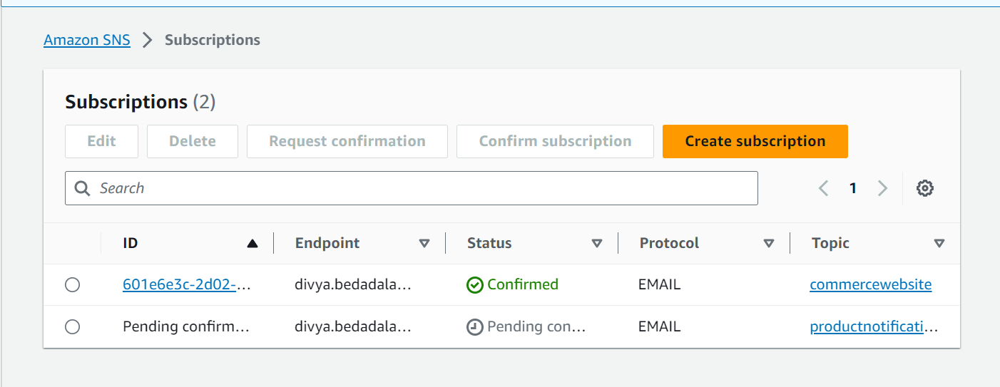 Amazon SNS > Subscriptions
Subscriptions (2)
Edit Delete Request confirmation Confirm subscription Create subscription
Search 1
ID Endpoint Status Protocol Topic
601e6e3c-2d02-... divya.bedadala... Confirmed EMAIL commercewebsite
Pending confirm... divya.bedadala... Pending con... EMAIL productnotificati...